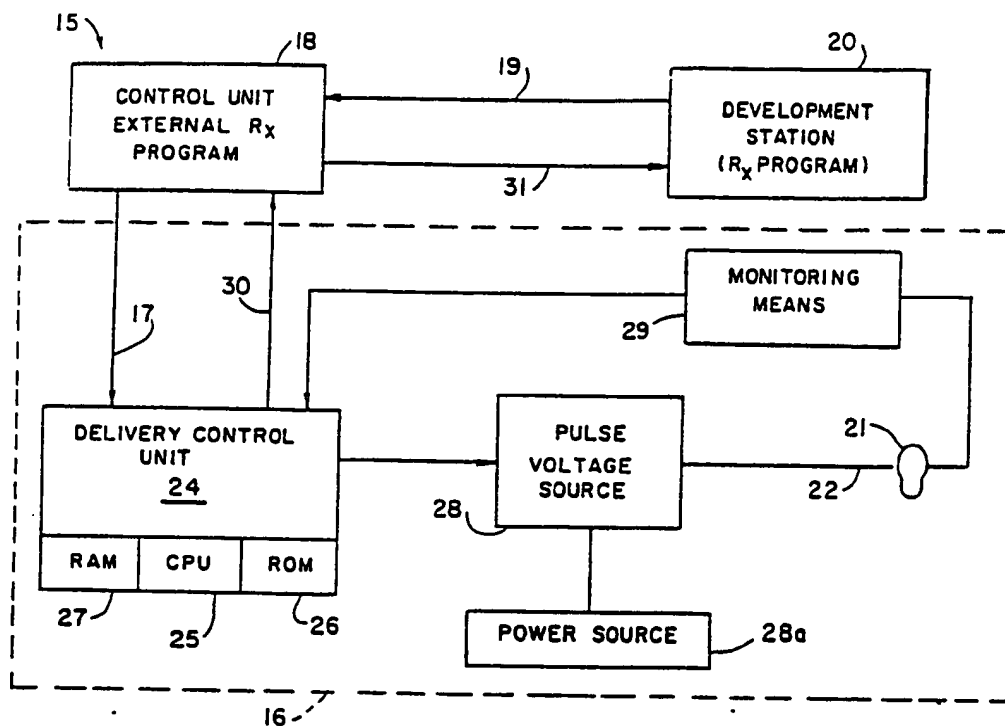 15
18
CONTROL UNIT
EXTERNAL Rx
PROGRAM
19
31
20
DEVELOPMENT
STATION
(Rx PROGRAM)
17
30
MONITORING
MEANS
29
DELIVERY CONTROL
UNIT
24
RAM
CPU
ROM
27
25
26
PULSE
VOLTAGE
SOURCE
28
21
22
POWER SOURCE
28a
16